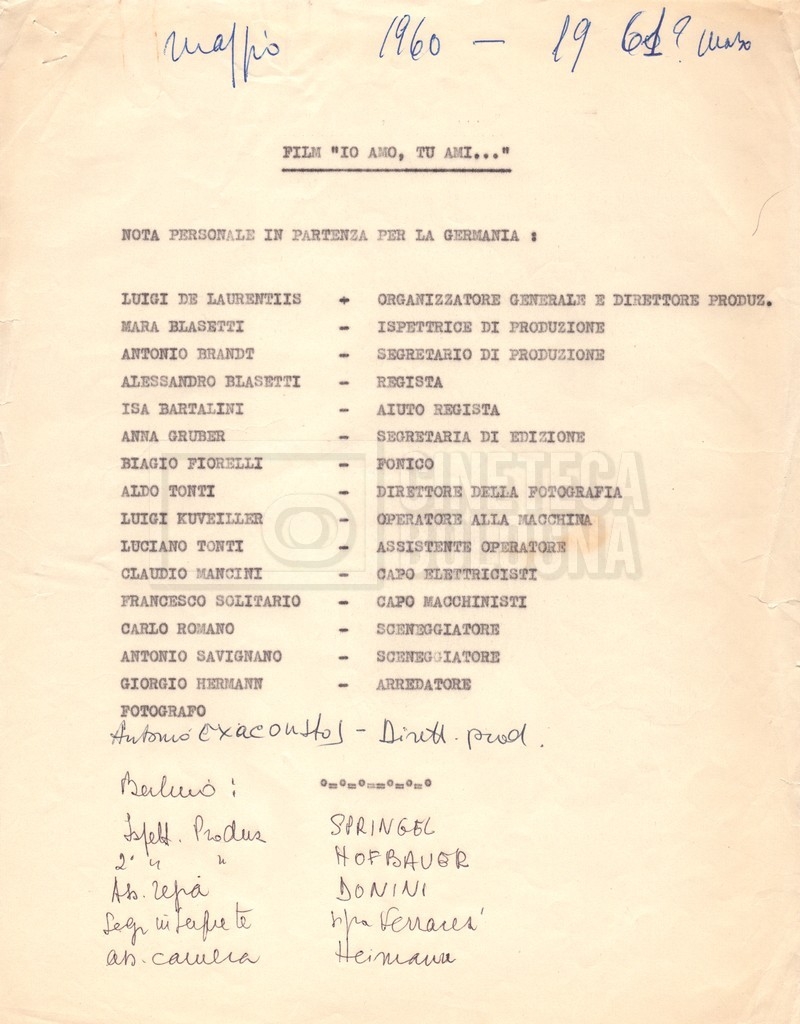 maggio 1960 - 1961? marzo
FILM "IO AMO, TU AMI..."
NOTA PERSONALE IN PARTENZA PER LA GERMANIA :
LUIGI DE LAURENTIIS - ORGANIZZATORE GENERALE E DIRETTORE PRODUZ.
MARA BLASETTI - ISPETTRICE DI PRODUZIONE
ANTONIO BRANDT - SEGRETARIO DI PRODUZIONE
ALESSANDRO BLASETTI - REGISTA
ISA BARTALINI - AIUTO REGISTA
ANNA GRUBER - SEGRETARIA DI EDIZIONE
BIAGIO FIORELLI - FONICO
ALDO TONTI - DIRETTORE DELLA FOTOGRAFIA
LUIGI KUVEILLER - OPERATORE ALLA MACCHINA
LUCIANO TONTI - ASSISTENTE OPERATORE
CLAUDIO MANCINI - CAPO ELETTRICISTI
FRANCESCO SOLITARIO - CAPO MACCHINISTI
CARLO ROMANO - SCENEGGIATORE
ANTONIO SAVIGNANO - SCENEGGIATORE
GIORGIO HERMANN - ARREDATORE
FOTOGRAFO
Antonio Exacoustos - Dirett. prod.
Berlino :
°=°=°==°=°=°
Ispett. Produz SPRINGEL
2° " " HOFBAUER
As. regia DONINI
Segr interprete
as. camera Heimann
CINETECA
BOLOGNA